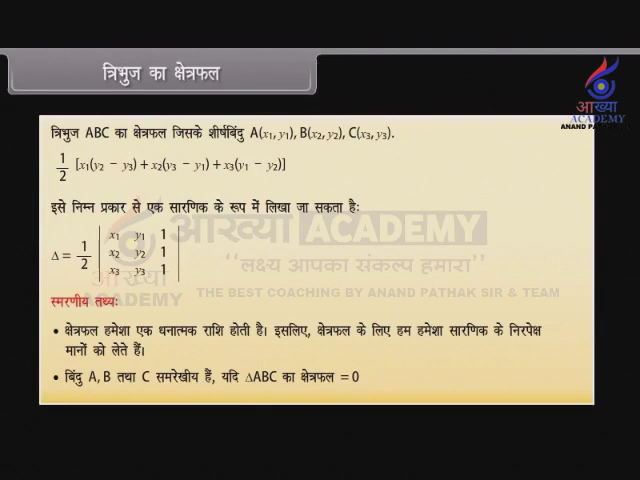 त्रिभुज का क्षेत्रफल
आख्या
ACADEMY
त्रिभुज ABC का क्षेत्रफल जिसके शीर्षबिंदु A(x₁, y₁), B(x₂, y₂), C(x₃, y₃).
1/2 [x₁(y₂ − y₃) + x₂(y₃ − y₁) + x₃(y₁ − y₂)]
इसे निम्न प्रकार से एक सारणिक के रूप में लिखा जा सकता हैः
आख्या ACADEMY
Δ = 1/2 | x₁ y₁ 1 |
| x₂ y₂ 1 |
| x₃ y₃ 1 |
‘‘लक्ष्य आपका संकल्प हमारा’’
आख्या
ACADEMY
THE BEST COACHING BY ANAND PATHAK SIR & TEAM
स्मरणीय तथ्यः
• क्षेत्रफल हमेशा एक धनात्मक राशि होती है। इसलिए, क्षेत्रफल के लिए हम हमेशा सारणिक के निरपेक्ष
मानों को लेते हैं।
• बिंदु A, B तथा C समरेखीय हैं, यदि ΔABC का क्षेत्रफल = 0